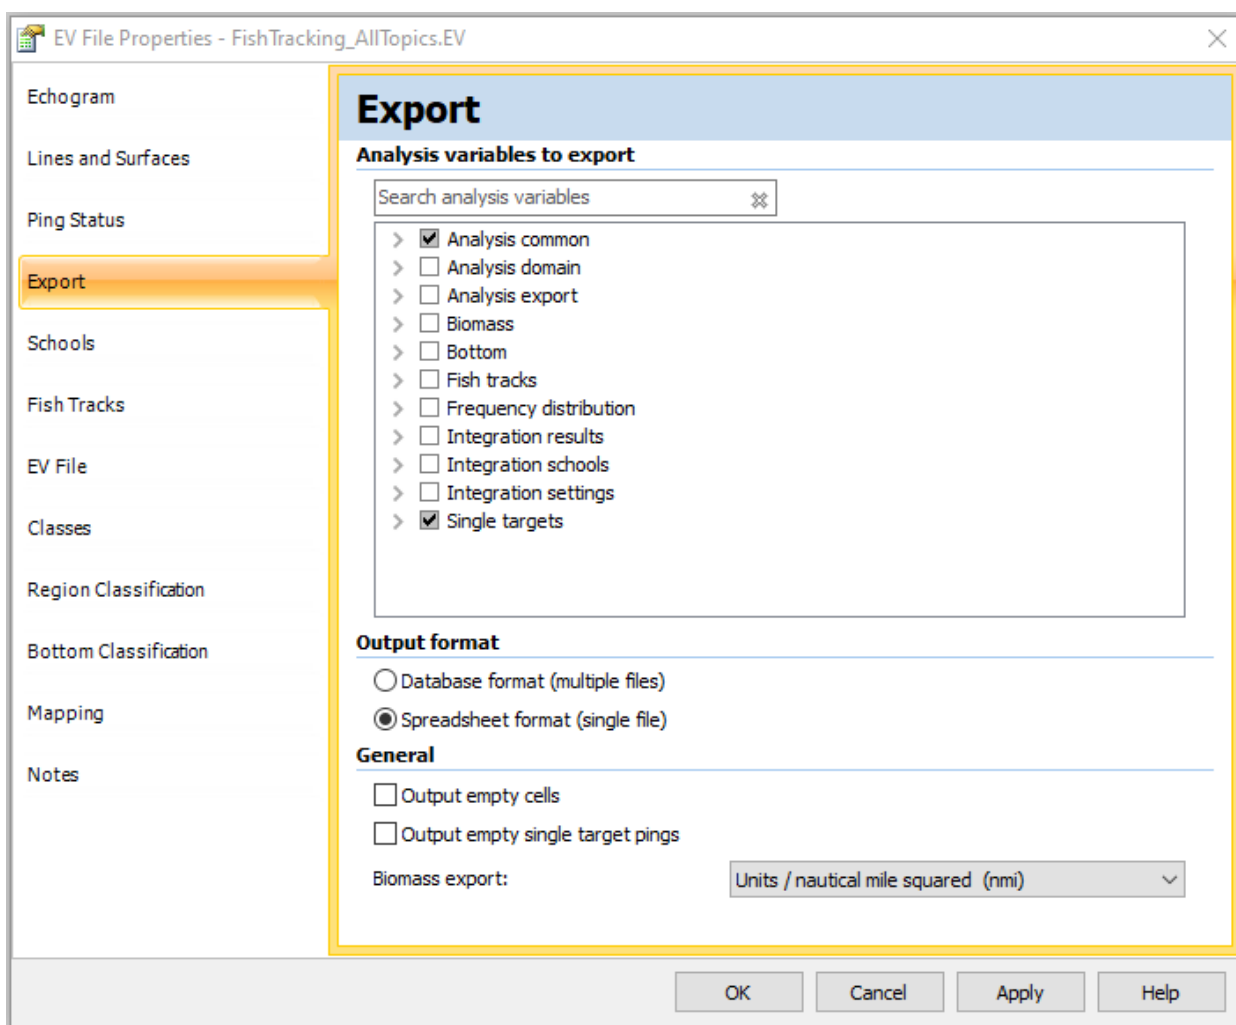 EV File Properties - FishTracking_AllTopics.EV
Echogram
Lines and Surfaces
Ping Status
Export
Schools
Fish Tracks
EV File
Classes
Region Classification
Bottom Classification
Mapping
Notes
Export
Analysis variables to export
Search analysis variables
Analysis common
Analysis domain
Analysis export
Biomass
Bottom
Fish tracks
Frequency distribution
Integration results
Integration schools
Integration settings
Single targets
Output format
Database format (multiple files)
Spreadsheet format (single file)
General
Output empty cells
Output empty single target pings
Biomass export: Units / nautical mile squared (nmi)
OK Cancel Apply Help